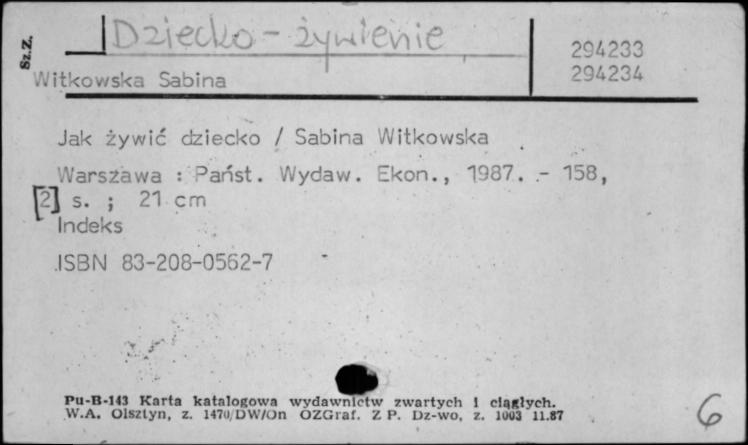 Sz.Z.
Dziecko - żywienie
294233
294234
Witkowska Sabina
Jak żywić dziecko / Sabina Witkowska
Warszawa : Państ. Wydaw. Ekon., 1987. - 158,
[2] s. ; 21 cm
Indeks
ISBN 83-208-0562-7
Pu-B-143 Karta katalogowa wydawnictw zwartych i ciągłych.
W.A. Olsztyn, z. 1470/DW/On OZGraf. Z P. Dz-wo, z. 1003 11.87
6